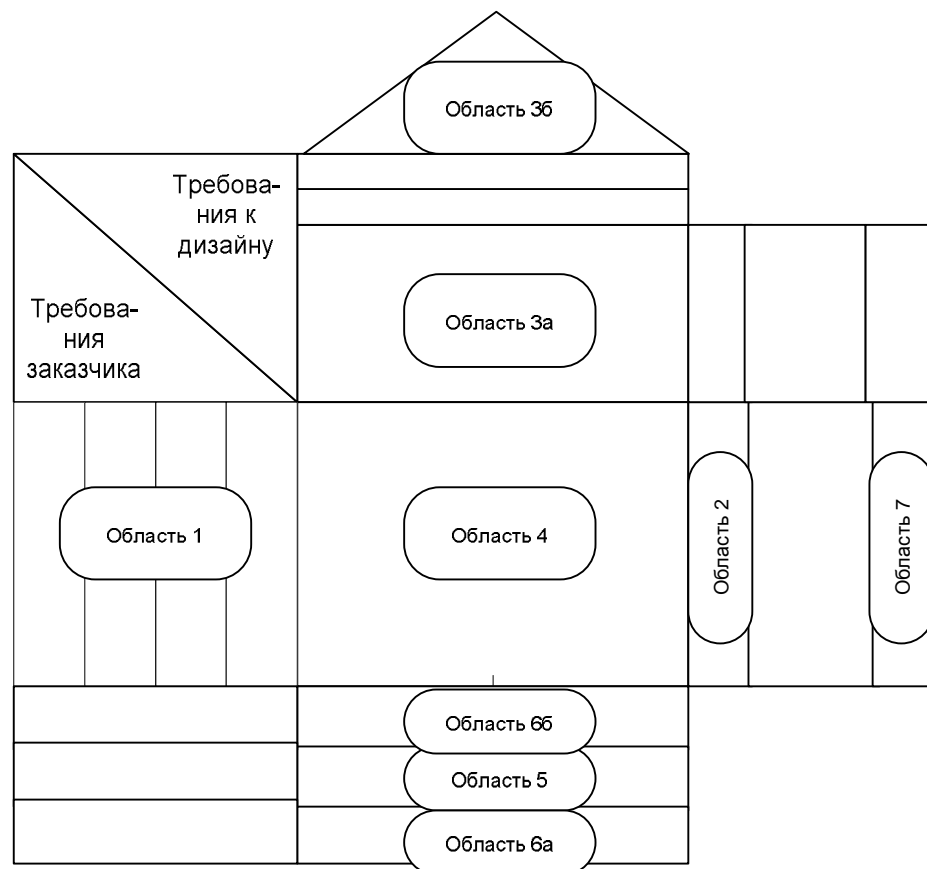 Область 3б
Требова-
ния к
дизайну
Требова-
ния
заказчика
Область 3а
Область 1
Область 4
Область 2
Область 7
Область 6б
Область 5
Область 6а